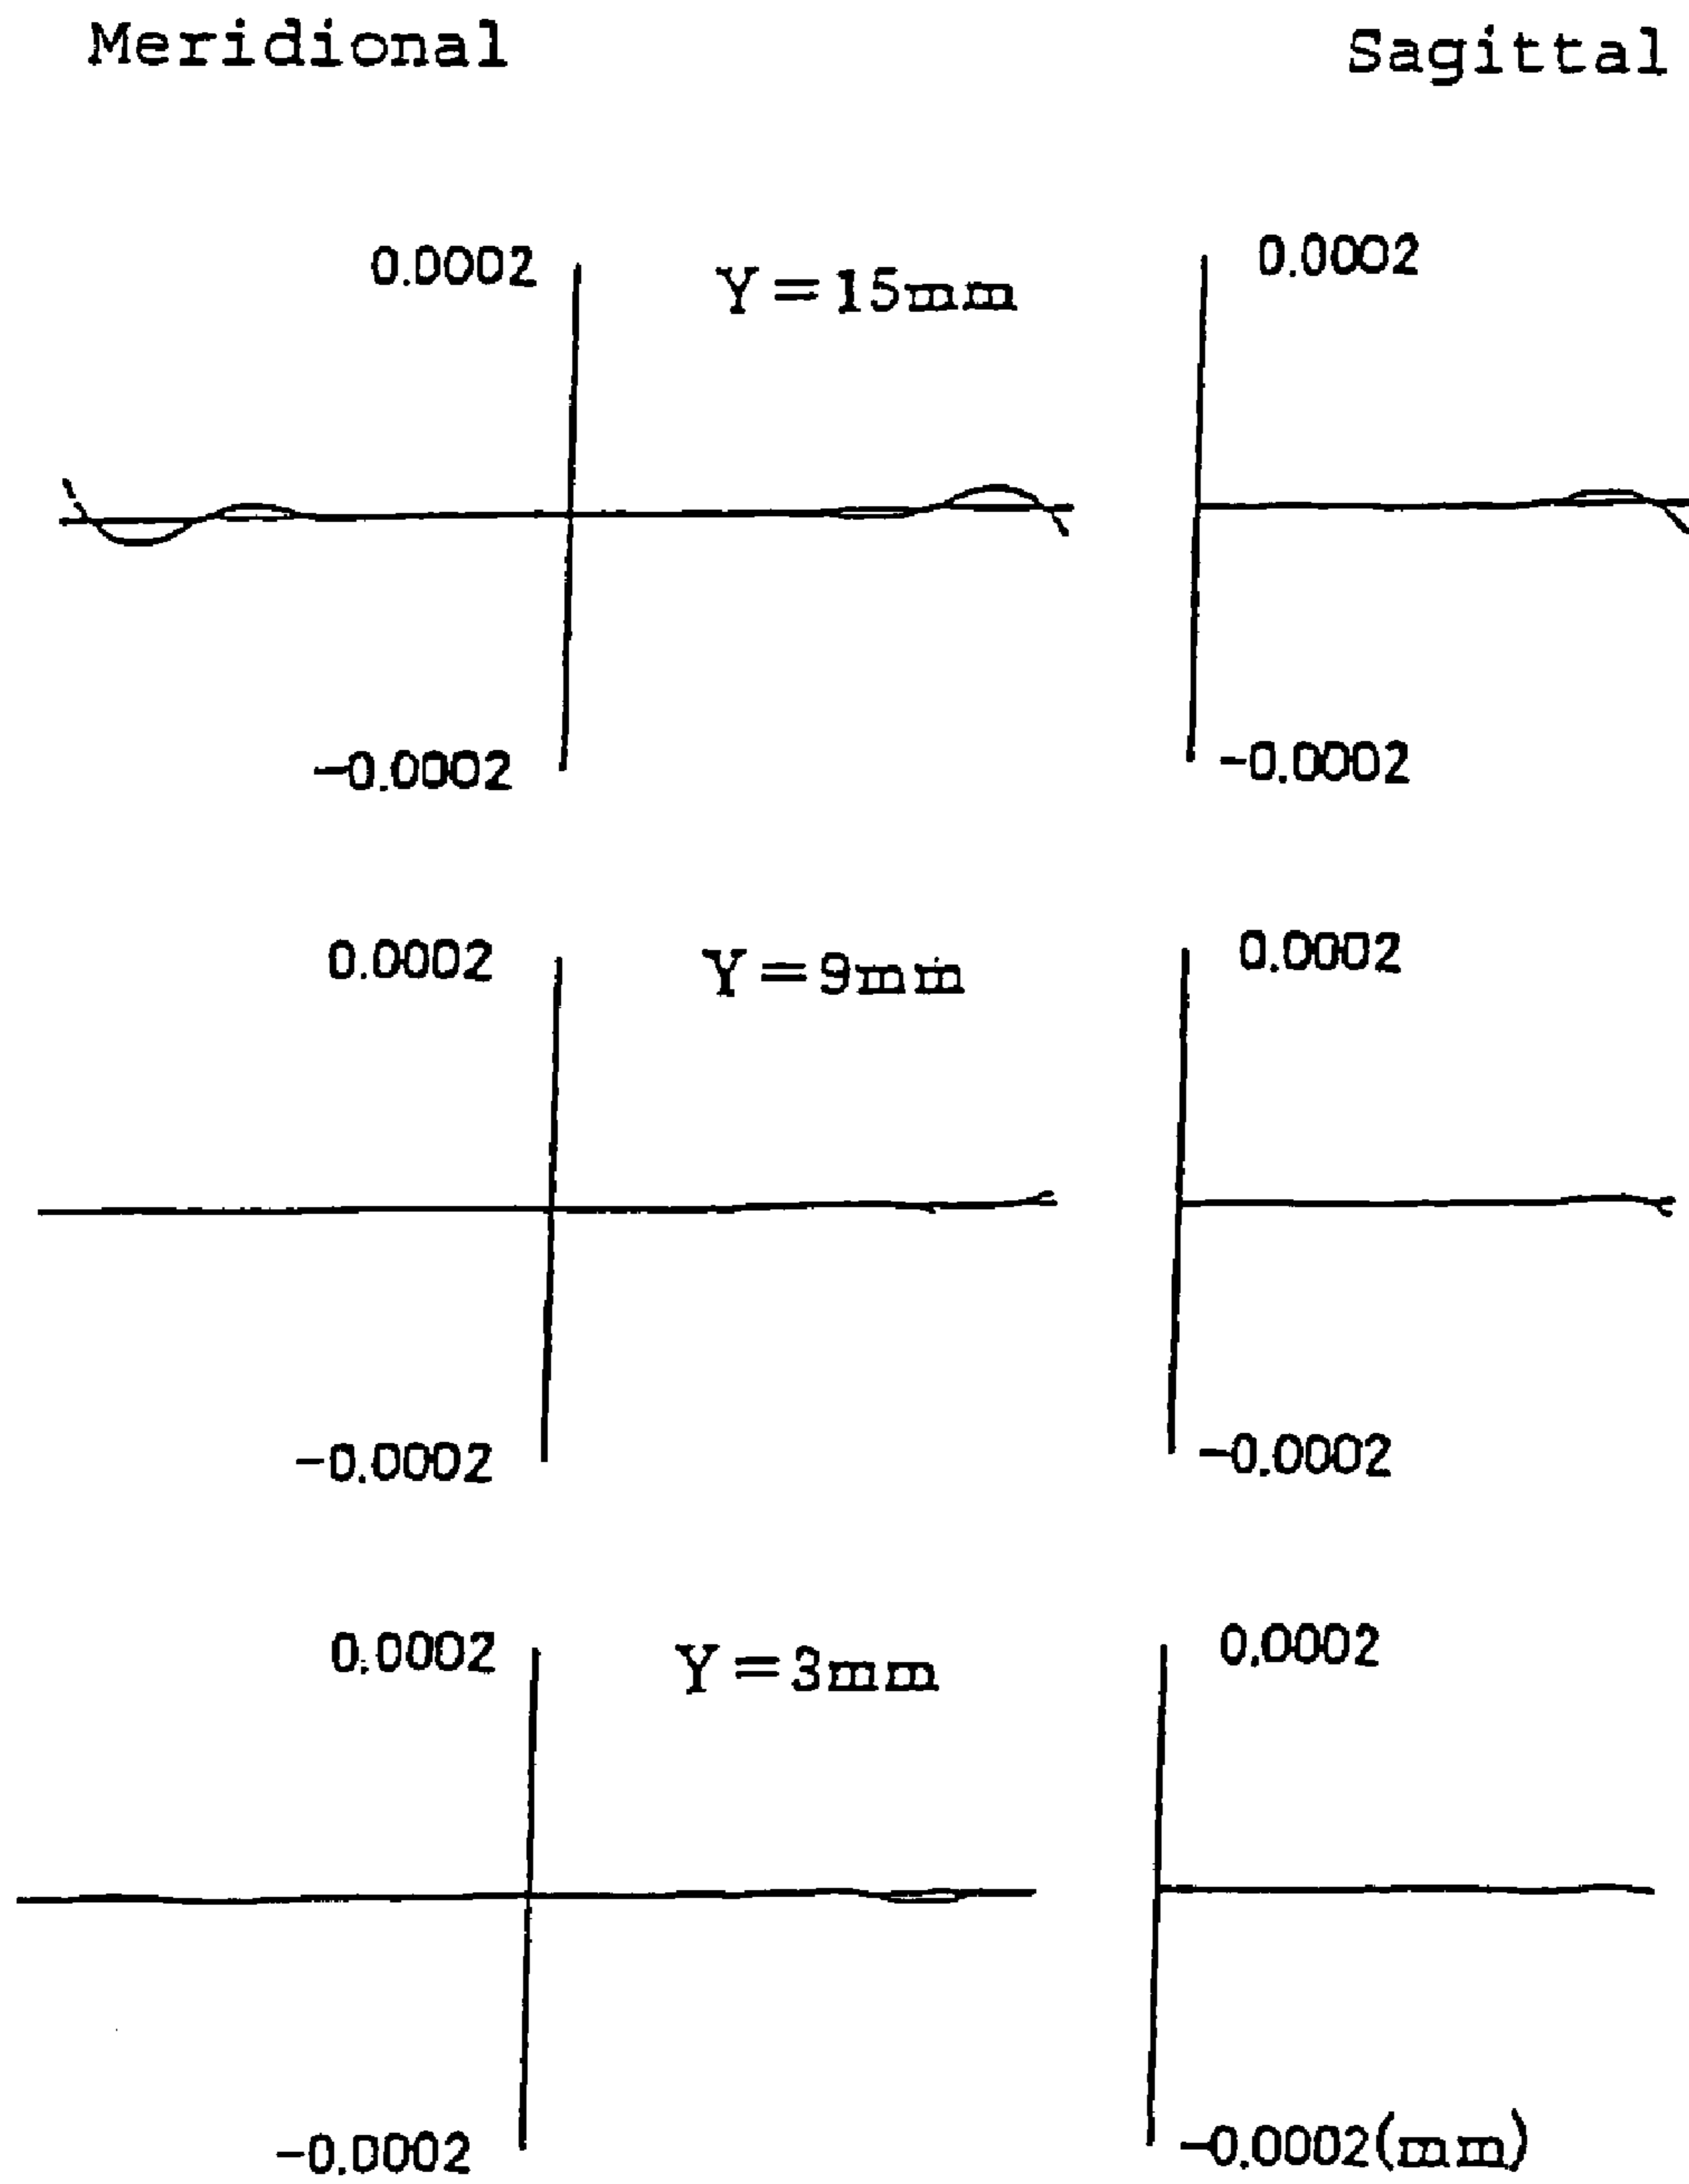 Meridional Sagittal
0.0002 Y=15mm 0.0002
-0.0002 -0.0002
0.0002 Y=9mm 0.0002
-0.0002 -0.0002
0.0002 Y=3mm 0.0002
-0.0002 -0.0002(mm)